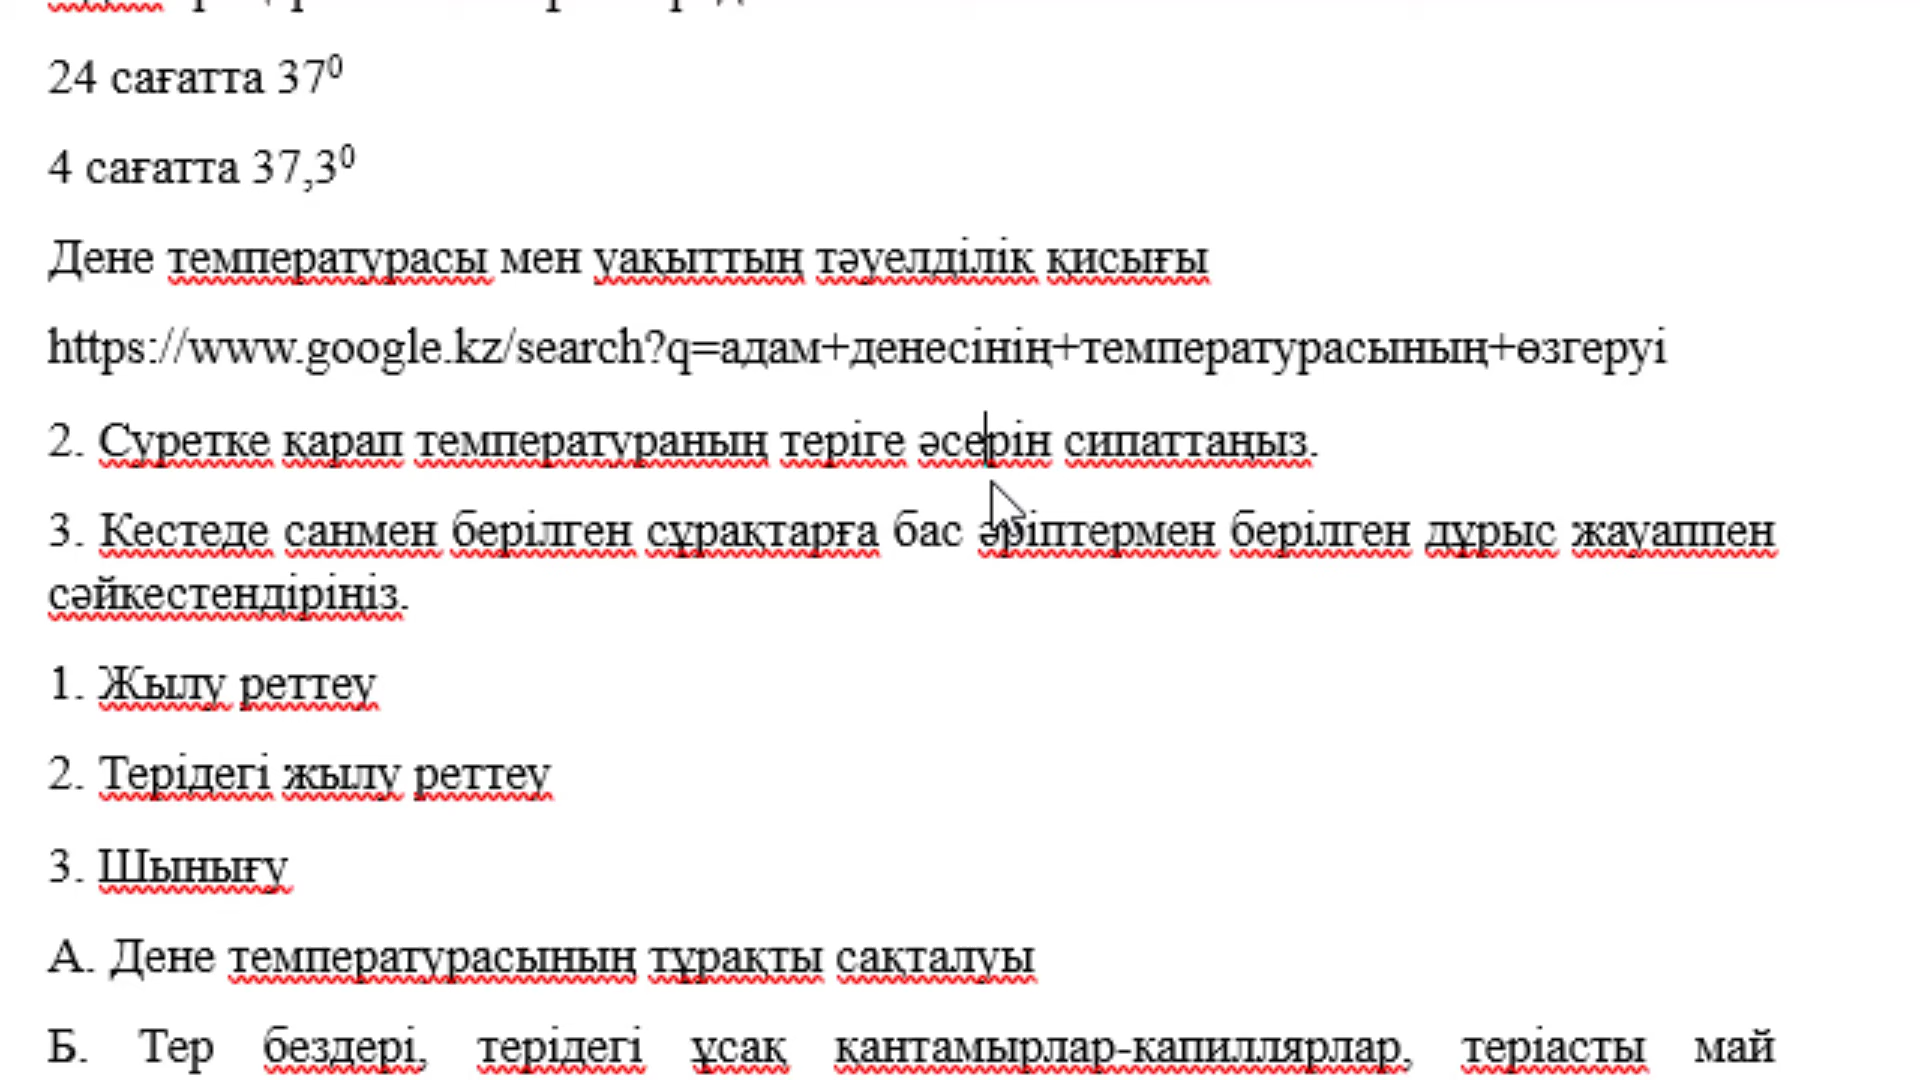 24 сағатта 37⁰
4 сағатта 37,3⁰
Дене температурасы мен уақыттың тәуелділік қисығы
https://www.google.kz/search?q=адам+денесінің+температурасының+өзгеруі
2. Суретке қарап температураның теріге әсерін сипаттаңыз.
3. Кестеде санмен берілген сұрақтарға бас әріптермен берілген дұрыс жауаппен
сәйкестендіріңіз.
1. Жылу реттеу
2. Терідегі жылу реттеу
3. Шынығу
А. Дене температурасының тұрақты сақталуы
Б. Тер бездері, терідегі ұсақ қантамырлар-капиллярлар, теріасты май